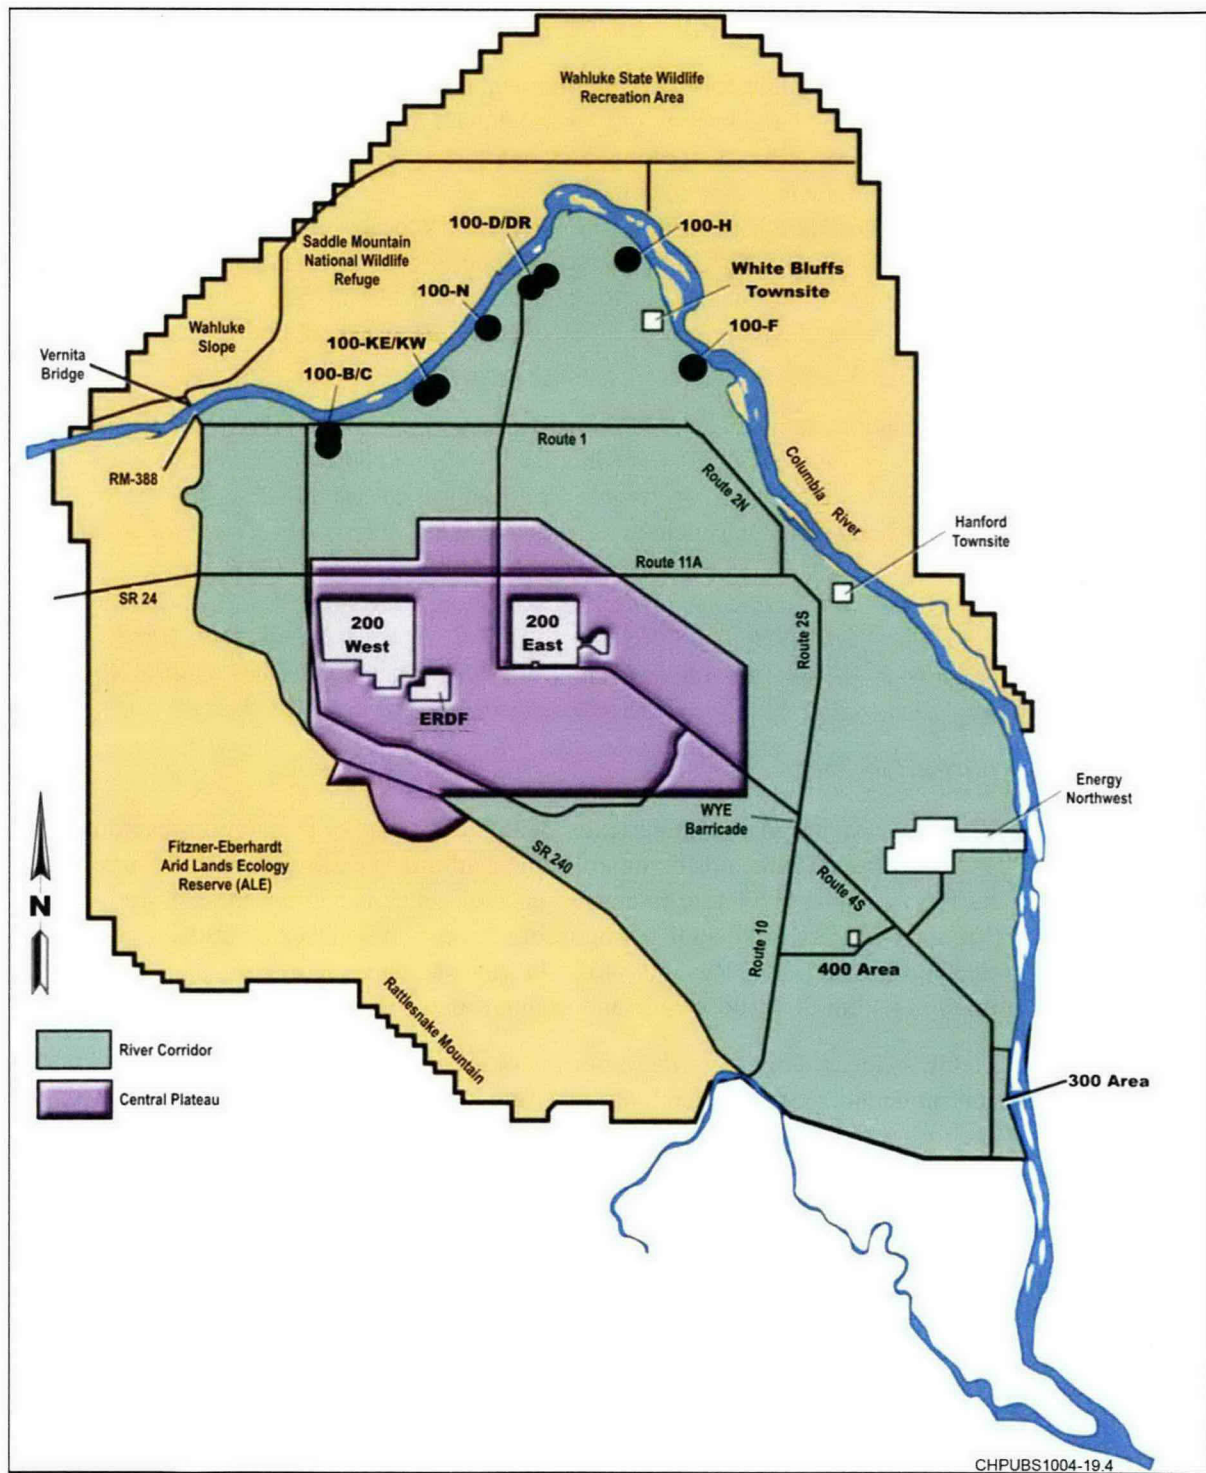 Wahluke State Wildlife
Recreation Area
100-D/DR
100-H
Saddle Mountain
National Wildlife
Refuge
White Bluffs
Townsite
100-N
Wahluke
Slope
100-F
Vernita
Bridge
100-KE/KW
100-B/C
Route 1
RM-388
Route 2N
Columbia River
Hanford
Townsite
Route 11A
SR 24
200
West
200
East
Route 2S
ERDF
Energy
Northwest
WYE
Barricade
Fitzner-Eberhardt
Arid Lands Ecology
Reserve (ALE)
SR 240
Route 4S
N
Route 10
400 Area
Rattlesnake Mountain
River Corridor
300 Area
Central Plateau
CHPUBS1004-19.4